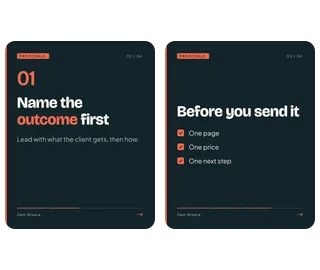 PROPOSALS
02 / 04
01
Name the
outcome first
Lead with what the client gets, then how.
Sam Rivera
PROPOSALS
03 / 04
Before you send it
One page
One price
One next step
Sam Rivera